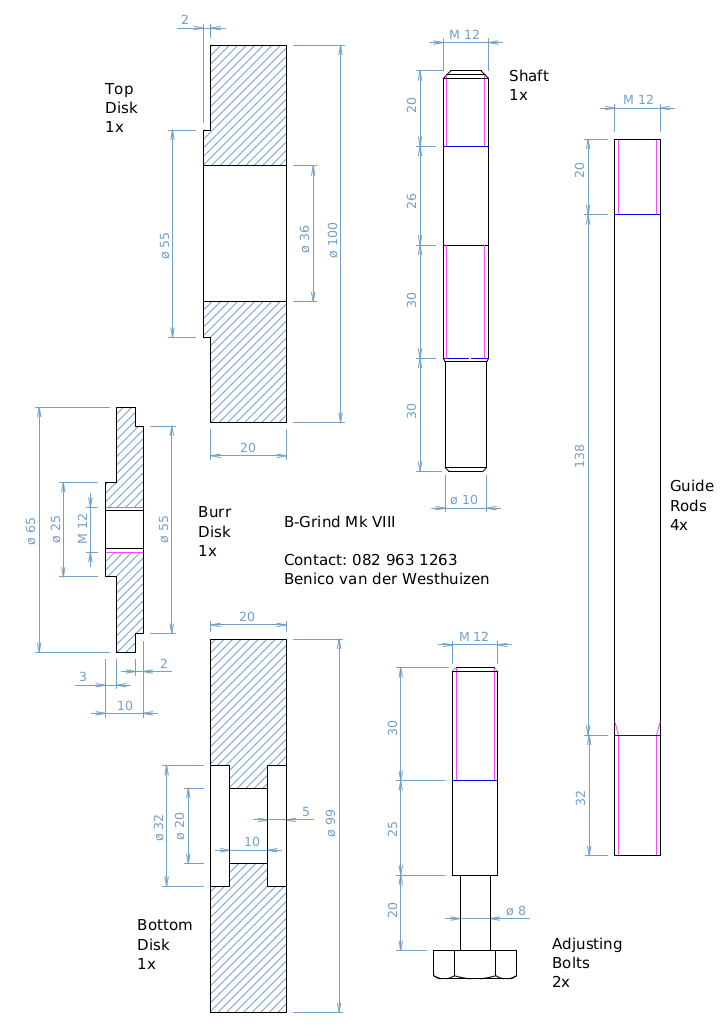 2
M 12
Top
Disk
1x
Shaft
1x
20
M 12
20
26
ø 55
ø 36
ø 100
30
30
20
138
ø 10
Burr
Disk
1x
ø 65
ø 25
M 12
ø 55
B-Grind Mk VIII
Contact: 082 963 1263
Benico van der Westhuizen
Guide
Rods
4x
20
M 12
2
3
10
30
32
ø 32
ø 20
5
10
ø 99
25
20
ø 8
Bottom
Disk
1x
Adjusting
Bolts
2x